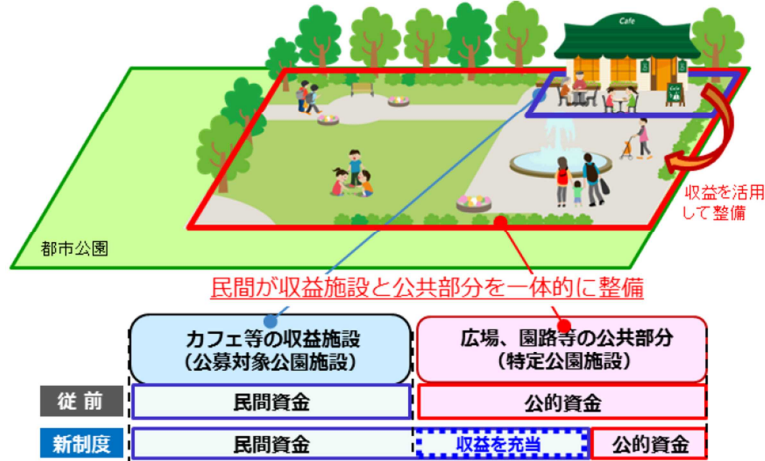 Cafe
Cafe
収益を活用
して整備
都市公園
民間が収益施設と公共部分を一体的に整備
カフェ等の収益施設
(公募対象公園施設)
広場、園路等の公共部分
(特定公園施設)
従 前
民間資金
公的資金
新制度
民間資金
収益を充当
公的資金